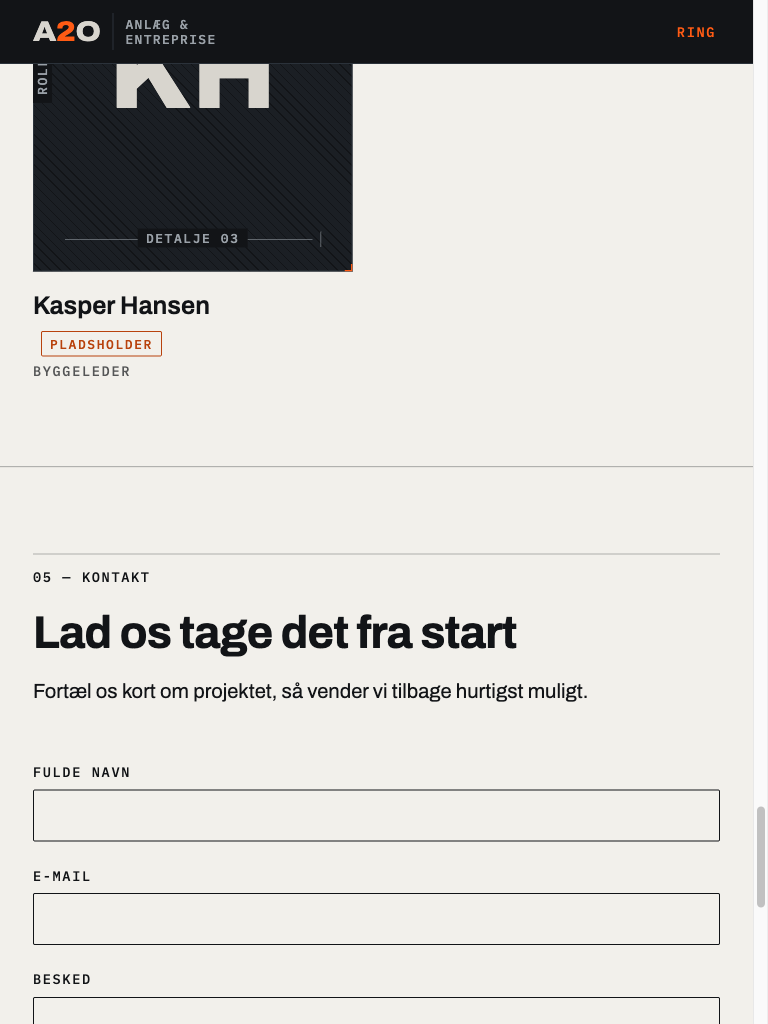 A2O
ANLÆG &
ENTREPRISE
RING
KH
DETALJE 03
Kasper Hansen
PLADSHOLDER
BYGGELEDER
05 — KONTAKT
Lad os tage det fra start
Fortæl os kort om projektet, så vender vi tilbage hurtigst muligt.
FULDE NAVN
E-MAIL
BESKED